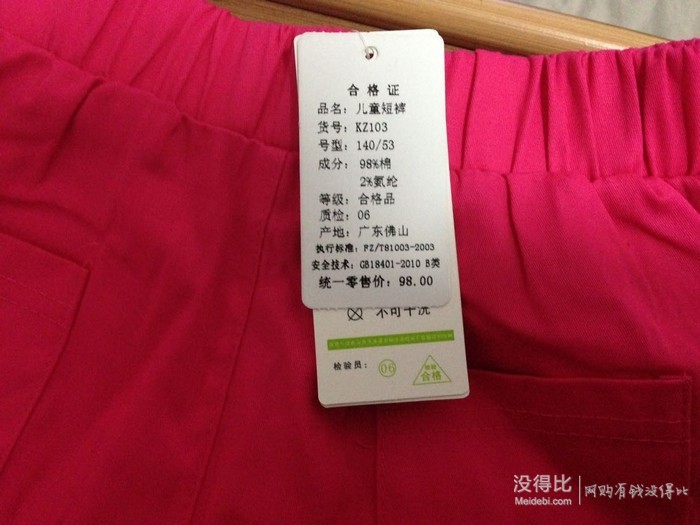 合格证
品名: 儿童短裤
货号: KZ103
号型: 140/53
成分: 98%棉
2%氨纶
等级: 合格品
质检: 06
产地: 广东佛山
执行标准: FZ/T81003-2003
安全技术: GB18401-2010 B类
统一零售价: 98.00
不可干洗
检验员: 06
合格
没得比
Meidebi.com
网购有钱没得比